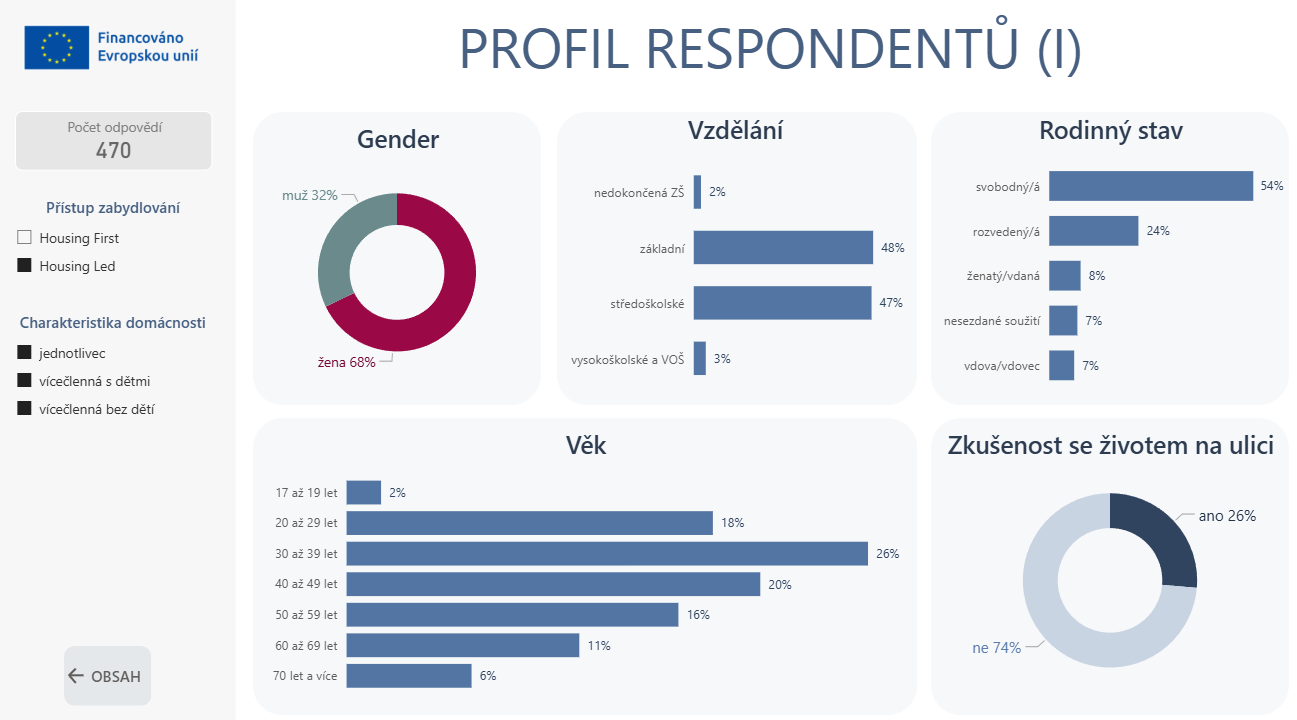 Financováno
Evropskou unií
PROFIL RESPONDENTŮ (I)
Počet odpovědí
470
Přístup zabydlování
Housing First
Housing Led
Charakteristika domácnosti
jednotlivec
vícečlenná s dětmi
vícečlenná bez dětí
← OBSAH
Gender
muž 32%
žena 68%
Vzdělání
nedokončená ZŠ 2%
základní 48%
středoškolské 47%
vysokoškolské a VOŠ 3%
Rodinný stav
svobodný/á 54%
rozvedený/á 24%
ženatý/vdaná 8%
nesezdané soužití 7%
vdova/vdovec 7%
Věk
17 až 19 let 2%
20 až 29 let 18%
30 až 39 let 26%
40 až 49 let 20%
50 až 59 let 16%
60 až 69 let 11%
70 let a více 6%
Zkušenost se životem na ulici
ano 26%
ne 74%